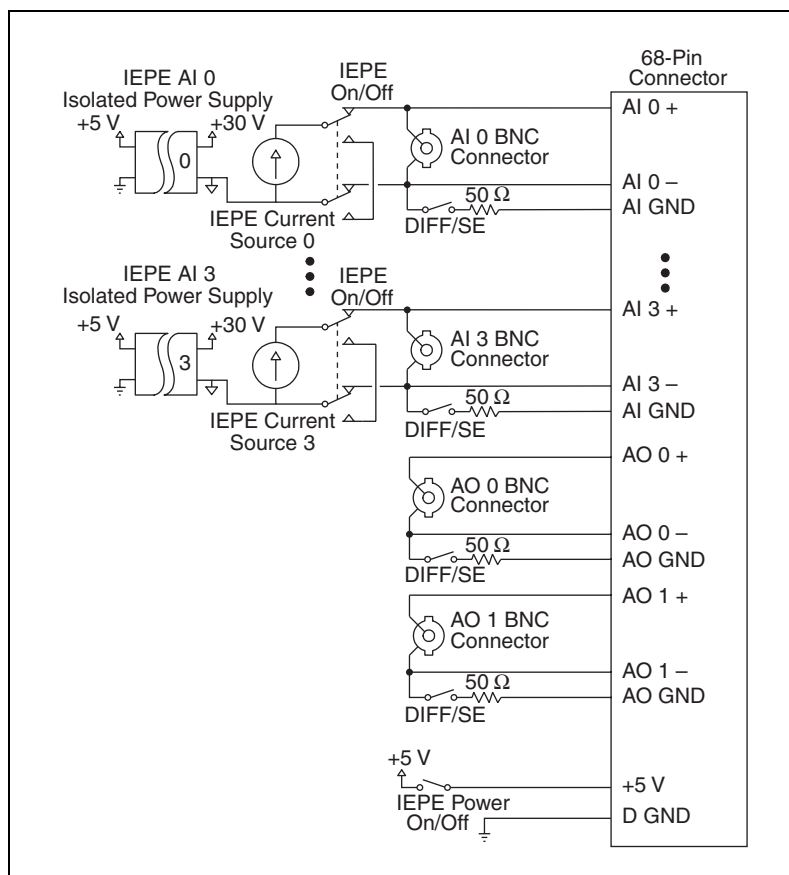 68-Pin
Connector
IEPE AI 0
Isolated Power Supply
+5 V
+30 V
0
IEPE
On/Off
AI 0 BNC
Connector
AI 0 +
AI 0 –
50 Ω
AI GND
DIFF/SE
IEPE Current
Source 0
IEPE AI 3
Isolated Power Supply
+5 V
+30 V
3
IEPE
On/Off
AI 3 BNC
Connector
AI 3 +
AI 3 –
50 Ω
AI GND
DIFF/SE
IEPE Current
Source 3
AO 0 +
AO 0 BNC
Connector
AO 0 –
50 Ω
AO GND
DIFF/SE
AO 1 +
AO 1 BNC
Connector
AO 1 –
50 Ω
AO GND
DIFF/SE
+5 V
+5 V
IEPE Power
On/Off
D GND